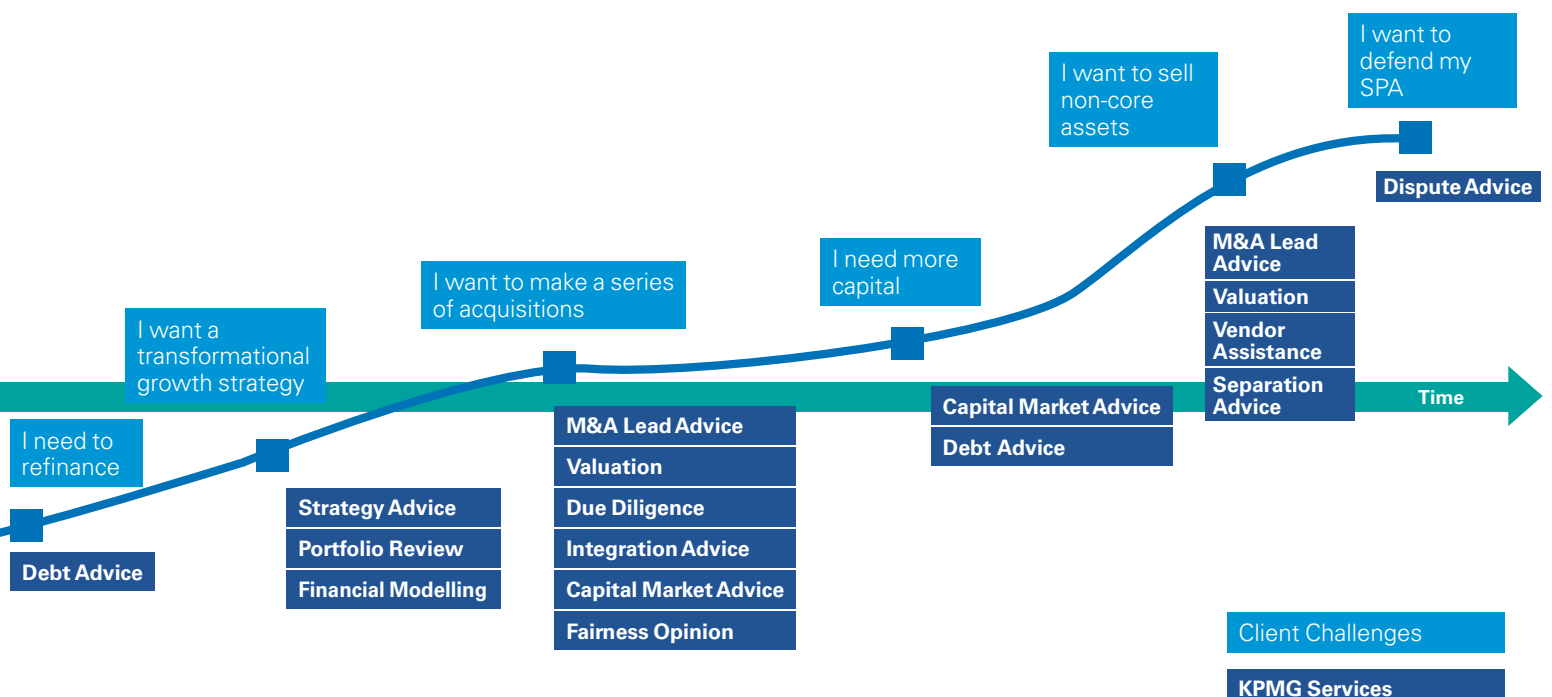 I want to
defend my
SPA
I want to sell
non-core
assets
Dispute Advice
M&A Lead
Advice
Valuation
Vendor
Assistance
Separation
Advice
I need more
capital
I want to make a series
of acquisitions
I want a
transformational
growth strategy
Time
Capital Market Advice
Debt Advice
M&A Lead Advice
Valuation
Due Diligence
Integration Advice
Capital Market Advice
Fairness Opinion
I need to
refinance
Strategy Advice
Portfolio Review
Financial Modelling
Debt Advice
Client Challenges
KPMG Services